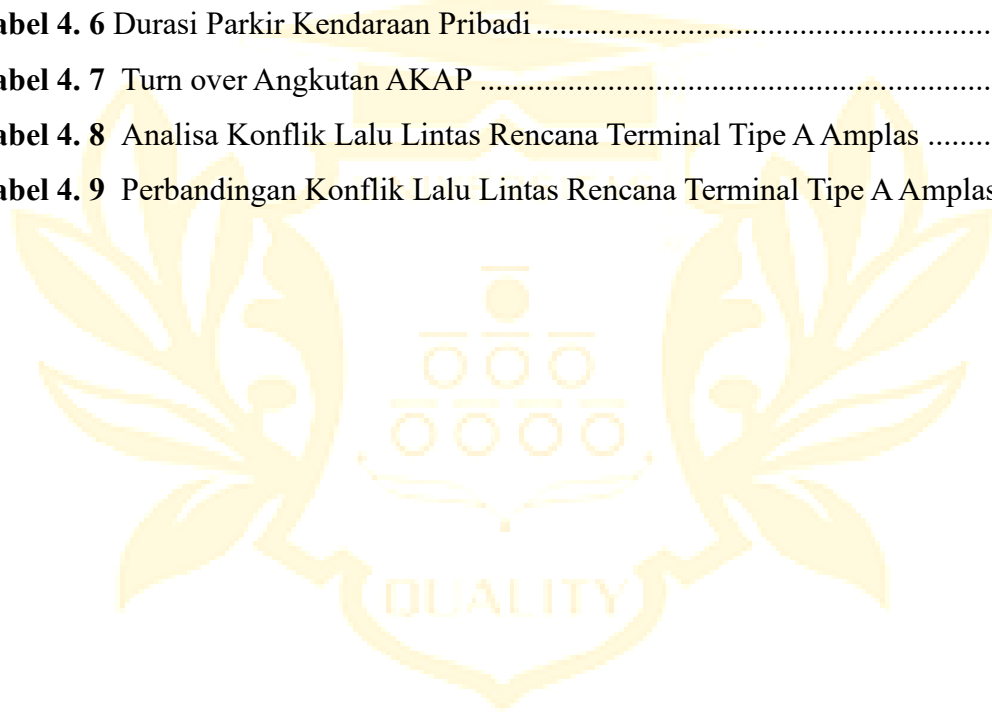 abel 4. 6 Durasi Parkir Kendaraan Pribadi ........................................................
abel 4. 7 Turn over Angkutan AKAP ...............................................................
abel 4. 8 Analisa Konflik Lalu Lintas Rencana Terminal Tipe A Amplas ........
abel 4. 9 Perbandingan Konflik Lalu Lintas Rencana Terminal Tipe A Amplas
QUALITY